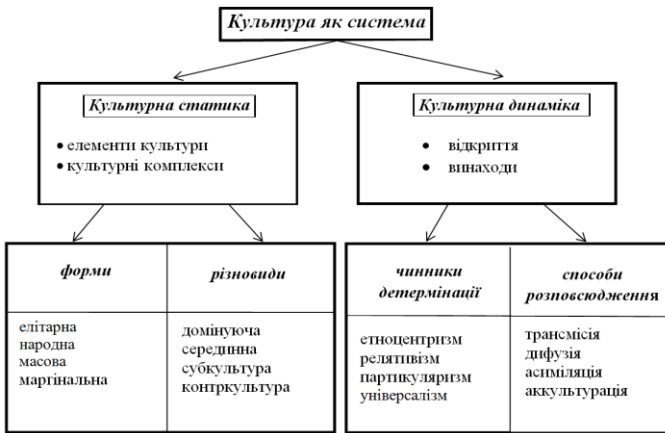 Культура як система
Культурна статика
• елементи культури
• культурні комплекси
Культурна динаміка
• відкриття
• винаходи
форми
елітарна
народна
масова
маргінальна
різновиди
домінуюча
серединна
субкультура
контркультура
чинники
детермінації
етноцентризм
релятивізм
партикуляризм
універсалізм
способи
розповсюдження
трансмісія
дифузія
асиміляція
аккультурація